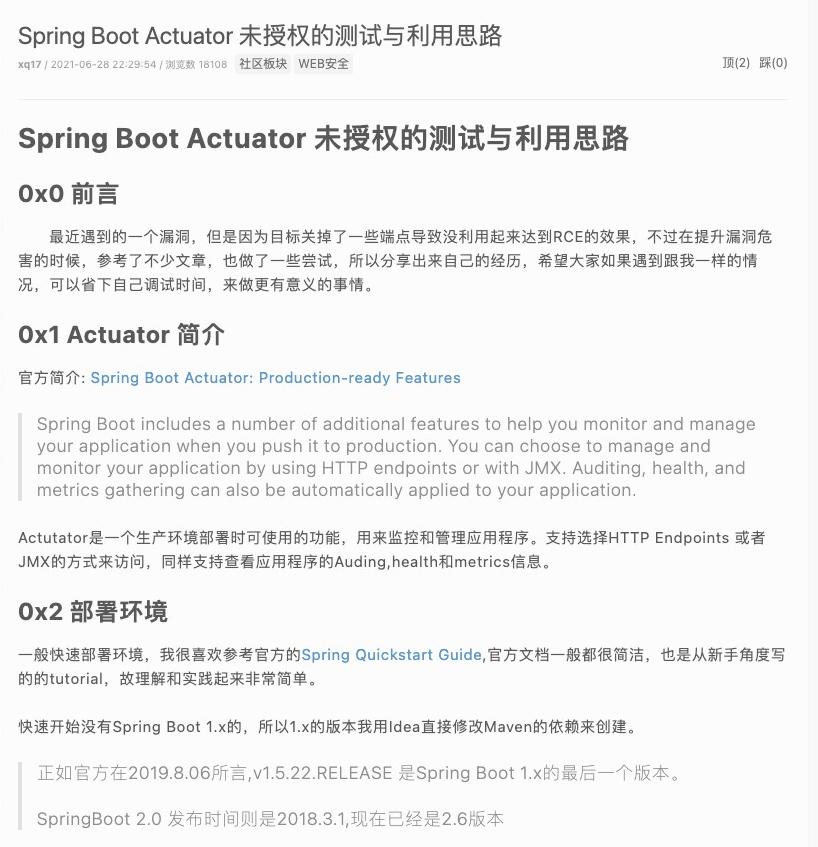 Spring Boot Actuator 未授权的测试与利用思路
xq17 / 2021-06-28 22:29:54 / 浏览数 18108 社区板块 WEB安全 顶(2) 踩(0)
Spring Boot Actuator 未授权的测试与利用思路
0x0 前言
最近遇到的一个漏洞，但是因为目标关掉了一些端点导致没利用起来达到RCE的效果，不过在提升漏洞危
害的时候，参考了不少文章，也做了一些尝试，所以分享出来自己的经历，希望大家如果遇到跟我一样的情
况，可以省下自己调试时间，来做更有意义的事情。
0x1 Actuator 简介
官方简介: Spring Boot Actuator: Production-ready Features
Spring Boot includes a number of additional features to help you monitor and manage
your application when you push it to production. You can choose to manage and
monitor your application by using HTTP endpoints or with JMX. Auditing, health, and
metrics gathering can also be automatically applied to your application.
Actutator是一个生产环境部署时可使用的功能，用来监控和管理应用程序。支持选择HTTP Endpoints 或者
JMX的方式来访问，同样支持查看应用程序的Auding,health和metrics信息。
0x2 部署环境
一般快速部署环境，我很喜欢参考官方的Spring Quickstart Guide,官方文档一般都很简洁，也是从新手角度写
的的tutorial，故理解和实践起来非常简单。
快速开始没有Spring Boot 1.x的，所以1.x的版本我用Idea直接修改Maven的依赖来创建。
正如官方在2019.8.06所言,v1.5.22.RELEASE 是Spring Boot 1.x的最后一个版本。
SpringBoot 2.0 发布时间则是2018.3.1,现在已经是2.6版本